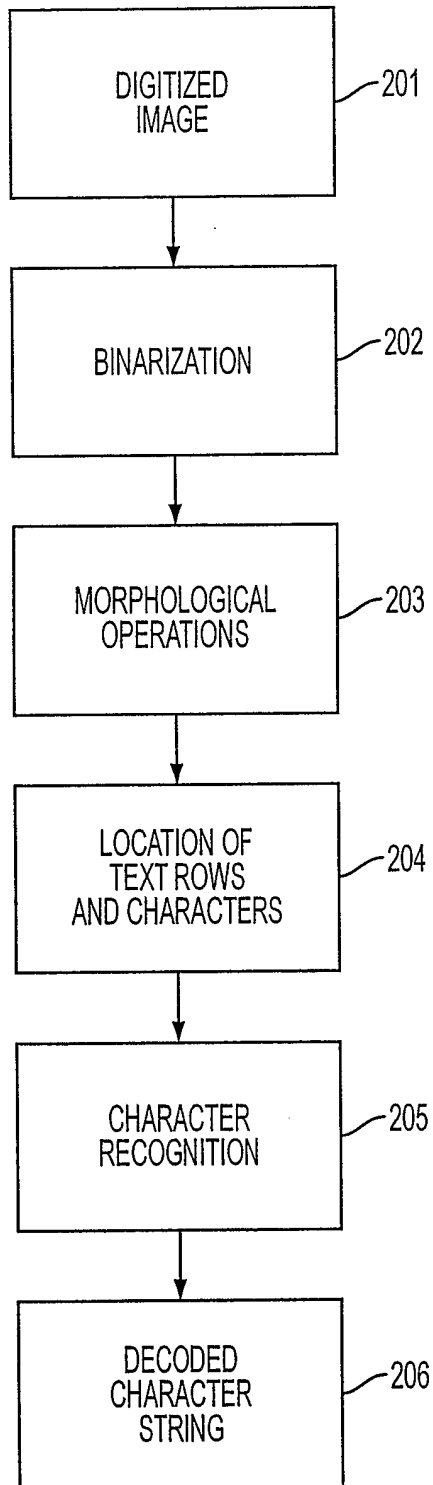 DIGITIZED
IMAGE
201
BINARIZATION
202
MORPHOLOGICAL
OPERATIONS
203
LOCATION OF
TEXT ROWS
AND CHARACTERS
204
CHARACTER
RECOGNITION
205
DECODED
CHARACTER
STRING
206